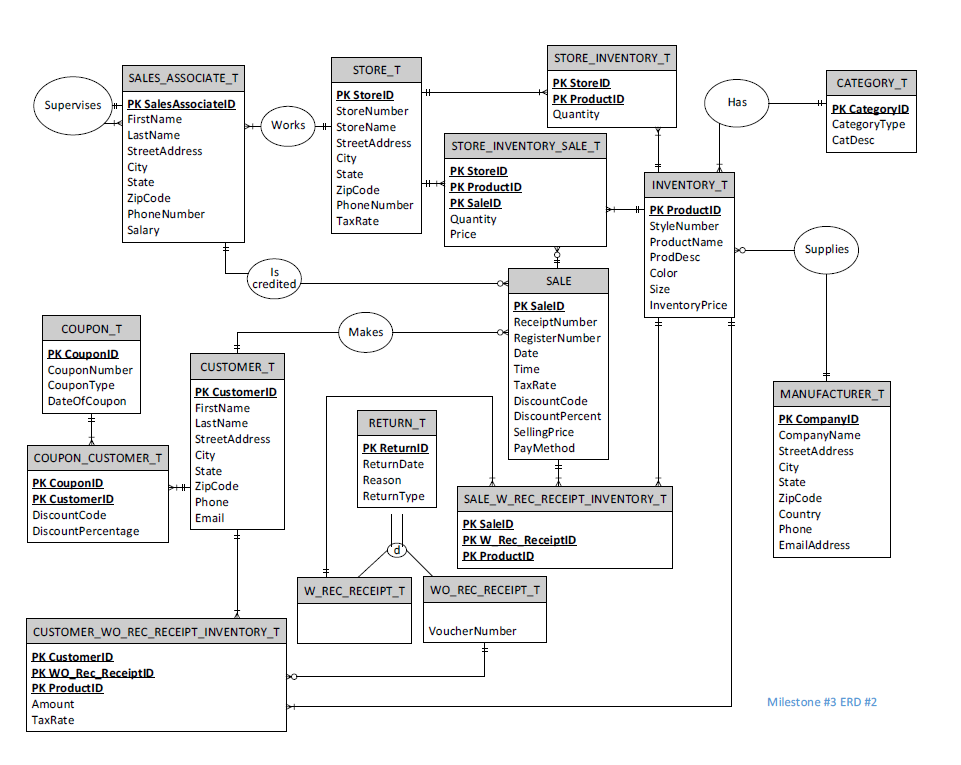 Supervises
SALES_ASSOCIATE_T
PK SalesAssociateID
FirstName
LastName
StreetAddress
City
State
ZipCode
PhoneNumber
Salary
Works
STORE_T
PK StoreID
StoreNumber
StoreName
StreetAddress
City
State
ZipCode
PhoneNumber
TaxRate
STORE_INVENTORY_T
PK StoreID
PK ProductID
Quantity
Has
CATEGORY_T
PK CategoryID
CategoryType
CatDesc
STORE_INVENTORY_SALE_T
PK StoreID
PK ProductID
PK SaleID
Quantity
Price
INVENTORY_T
PK ProductID
StyleNumber
ProductName
ProdDesc
Color
Size
InventoryPrice
Supplies
Is
credited
SALE
PK SaleID
ReceiptNumber
RegisterNumber
Date
Time
TaxRate
DiscountCode
DiscountPercent
SellingPrice
PayMethod
Makes
COUPON_T
PK CouponID
CouponNumber
CouponType
DateOfCoupon
CUSTOMER_T
PK CustomerID
FirstName
LastName
StreetAddress
City
State
ZipCode
Phone
Email
MANUFACTURER_T
PK CompanyID
CompanyName
StreetAddress
City
State
ZipCode
Country
Phone
EmailAddress
RETURN_T
PK ReturnID
ReturnDate
Reason
ReturnType
COUPON_CUSTOMER_T
PK CouponID
PK CustomerID
DiscountCode
DiscountPercentage
SALE_W_REC_RECEIPT_INVENTORY_T
PK SaleID
PK W_Rec_ReceiptID
PK ProductID
d
W_REC_RECEIPT_T
WO_REC_RECEIPT_T
VoucherNumber
CUSTOMER_WO_REC_RECEIPT_INVENTORY_T
PK CustomerID
PK WO_Rec_ReceiptID
PK ProductID
Amount
TaxRate
Milestone #3 ERD #2